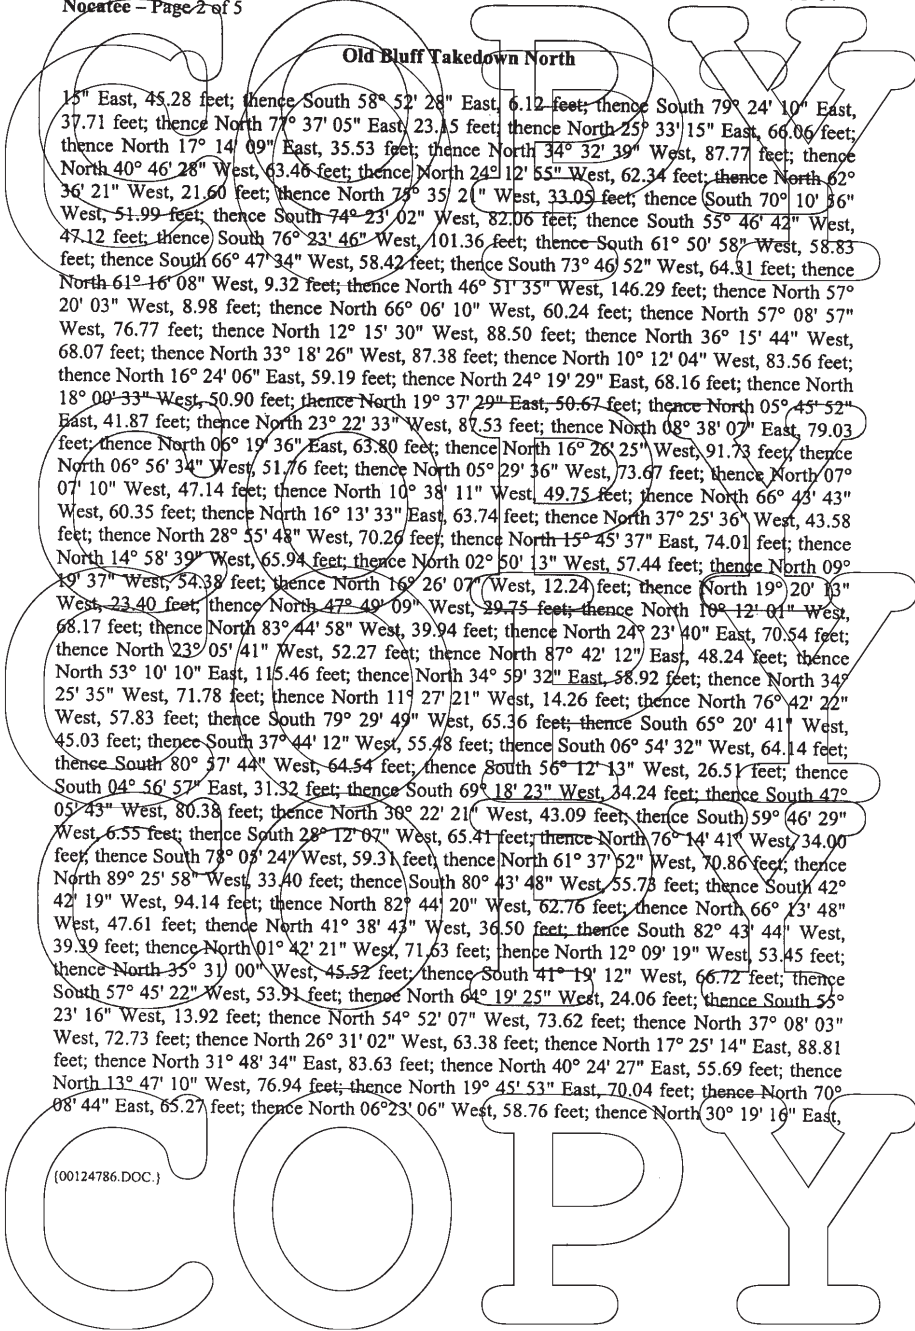 Nocatee – Page 2 of 5
Old Bluff Takedown North
15" East, 45.28 feet; thence South 58° 52' 28" East, 6.12 feet; thence South 79° 24' 10" East,
37.71 feet; thence North 77° 37' 05" East, 23.15 feet; thence North 25° 33' 15" East, 66.06 feet;
thence North 17° 14' 09" East, 35.53 feet; thence North 34° 32' 39" West, 87.77 feet; thence
North 40° 46' 28" West, 63.46 feet; thence North 24° 12' 55" West, 62.34 feet; thence North 62°
36' 21" West, 21.60 feet; thence North 75° 35' 21" West, 33.05 feet; thence South 70° 10' 36"
West, 51.99 feet; thence South 74° 23' 02" West, 82.06 feet; thence South 55° 46' 42" West,
47.12 feet; thence South 76° 23' 46" West, 101.36 feet; thence South 61° 50' 58" West, 58.83
feet; thence South 66° 47' 34" West, 58.42 feet; thence South 73° 46' 52" West, 64.31 feet; thence
North 61° 16' 08" West, 9.32 feet; thence North 46° 51' 35" West, 146.29 feet; thence North 57°
20' 03" West, 8.98 feet; thence North 66° 06' 10" West, 60.24 feet; thence North 57° 08' 57"
West, 76.77 feet; thence North 12° 15' 30" West, 88.50 feet; thence North 36° 15' 44" West,
68.07 feet; thence North 33° 18' 26" West, 87.38 feet; thence North 10° 12' 04" West, 83.56 feet;
thence North 16° 24' 06" East, 59.19 feet; thence North 24° 19' 29" East, 68.16 feet; thence North
18° 00' 33" West, 50.90 feet; thence North 19° 37' 29" East, 50.67 feet; thence North 05° 45' 52"
East, 41.87 feet; thence North 23° 22' 33" West, 87.53 feet; thence North 08° 38' 07" East, 79.03
feet; thence North 06° 19' 36" East, 63.80 feet; thence North 16° 26' 25" West, 91.73 feet; thence
North 06° 56' 34" West, 51.76 feet; thence North 05° 29' 36" West, 73.67 feet; thence North 07°
07' 10" West, 47.14 feet; thence North 10° 38' 11" West, 49.75 feet; thence North 66° 43' 43"
West, 60.35 feet; thence North 16° 13' 33" East, 63.74 feet; thence North 37° 25' 36" West, 43.58
feet; thence North 28° 55' 48" West, 70.26 feet; thence North 15° 45' 37" East, 74.01 feet; thence
North 14° 58' 39" West, 65.94 feet; thence North 02° 50' 13" West, 57.44 feet; thence North 09°
19' 37" West, 54.38 feet; thence North 16° 26' 07" West, 12.24 feet; thence North 19° 20' 13"
West, 23.40 feet; thence North 47° 49' 09" West, 29.75 feet; thence North 10° 12' 01" West,
68.17 feet; thence North 83° 44' 58" West, 39.94 feet; thence North 24° 23' 40" East, 70.54 feet;
thence North 23° 05' 41" West, 52.27 feet; thence North 87° 42' 12" East, 48.24 feet; thence
North 53° 10' 10" East, 115.46 feet; thence North 34° 59' 32" East, 58.92 feet; thence North 34°
25' 35" West, 71.78 feet; thence North 11° 27' 21" West, 14.26 feet; thence North 76° 42' 22"
West, 57.83 feet; thence South 79° 29' 49" West, 65.36 feet; thence South 65° 20' 41" West,
45.03 feet; thence South 37° 44' 12" West, 55.48 feet; thence South 06° 54' 32" West, 64.14 feet;
thence South 80° 57' 44" West, 64.54 feet; thence South 56° 12' 13" West, 26.51 feet; thence
South 04° 56' 57" East, 31.32 feet; thence South 69° 18' 23" West, 34.24 feet; thence South 47°
05' 43" West, 80.38 feet; thence North 30° 22' 21" West, 43.09 feet; thence South 59° 46' 29"
West, 6.55 feet; thence South 28° 12' 07" West, 65.41 feet; thence North 76° 14' 41" West, 34.00
feet; thence South 78° 05' 24" West, 59.31 feet; thence North 61° 37' 52" West, 70.86 feet; thence
North 89° 25' 58" West, 33.40 feet; thence South 80° 43' 48" West, 55.73 feet; thence South 42°
42' 19" West, 94.14 feet; thence North 82° 44' 20" West, 62.76 feet; thence North 66° 13' 48"
West, 47.61 feet; thence North 41° 38' 43" West, 36.50 feet; thence South 82° 43' 44" West,
39.39 feet; thence North 01° 42' 21" West, 71.63 feet; thence North 12° 09' 19" West, 53.45 feet;
thence North 35° 31' 00" West, 45.52 feet; thence South 41° 19' 12" West, 66.72 feet; thence
South 57° 45' 22" West, 53.91 feet; thence North 64° 19' 25" West, 24.06 feet; thence South 55°
23' 16" West, 13.92 feet; thence North 54° 52' 07" West, 73.62 feet; thence North 37° 08' 03"
West, 72.73 feet; thence North 26° 31' 02" West, 63.38 feet; thence North 17° 25' 14" East, 88.81
feet; thence North 31° 48' 34" East, 83.63 feet; thence North 40° 24' 27" East, 55.69 feet; thence
North 13° 47' 10" West, 76.94 feet; thence North 19° 45' 53" East, 70.04 feet; thence North 70°
08' 44" East, 65.27 feet; thence North 06°23' 06" West, 58.76 feet; thence North 30° 19' 16" East,
{00124786.DOC.}
COPY
COPY
COPY
COPY
COPY